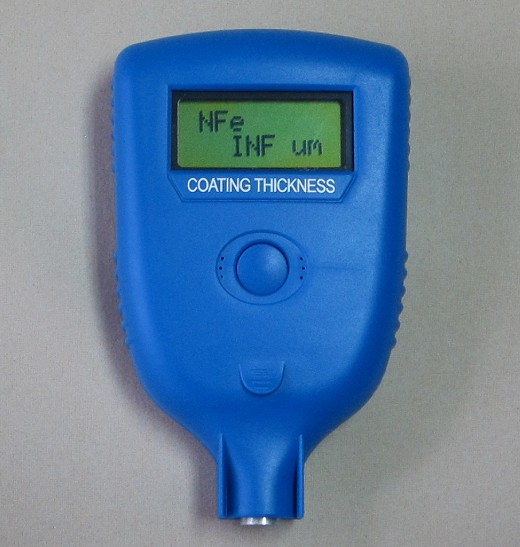 NFe
INF um
COATING THICKNESS